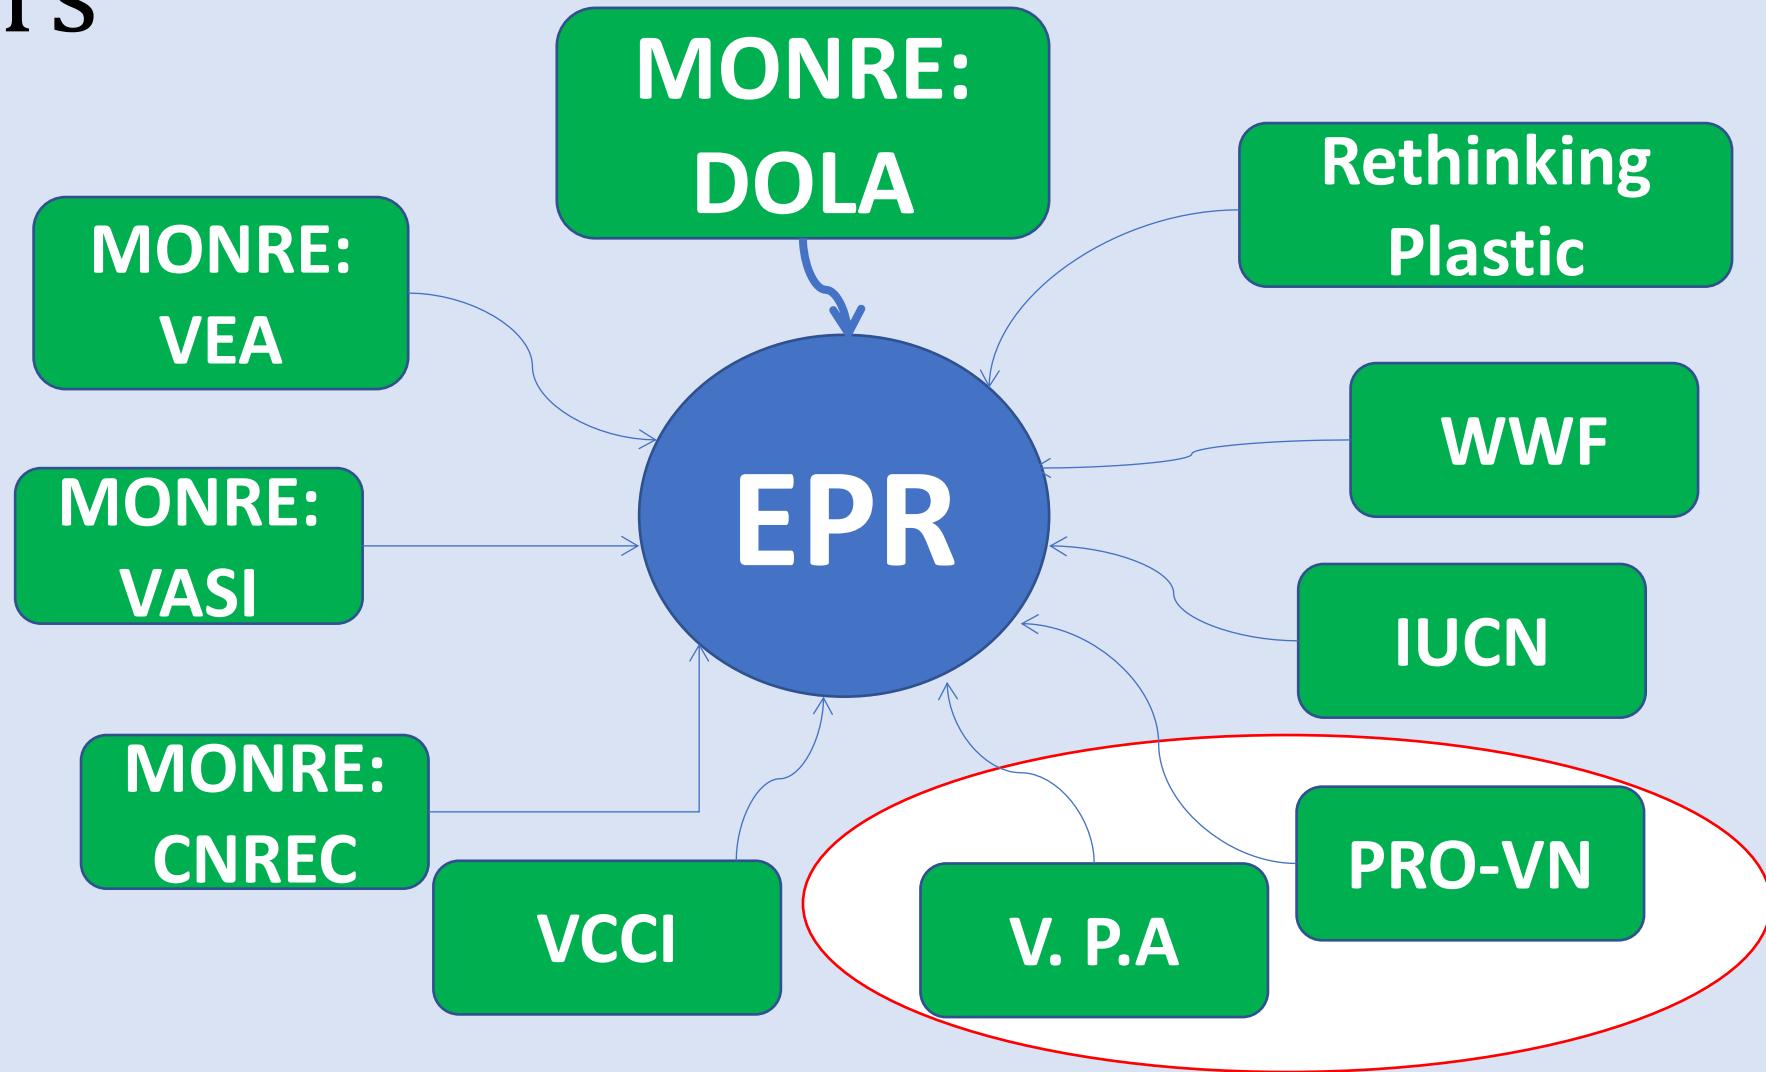 MONRE:
DOLA
Rethinking
Plastic
MONRE:
VEA
WWF
EPR
MONRE:
VASI
IUCN
MONRE:
CNREC
VCCI
V. P.A
PRO-VN